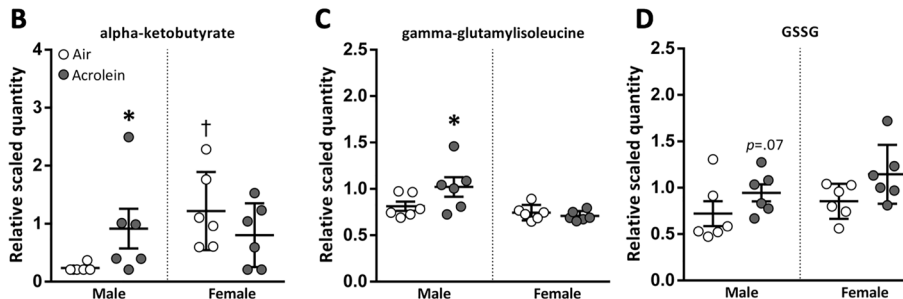 B
alpha-ketobutyrate
Relative scaled quantity
4
3
2
1
0
Air
Acrolein
*
†
Male
Female
C
gamma-glutamylisoleucine
Relative scaled quantity
2.5
2.0
1.5
1.0
0.5
0.0
*
Male
Female
D
GSSG
Relative scaled quantity
2.5
2.0
1.5
1.0
0.5
0.0
p=.07
Male
Female